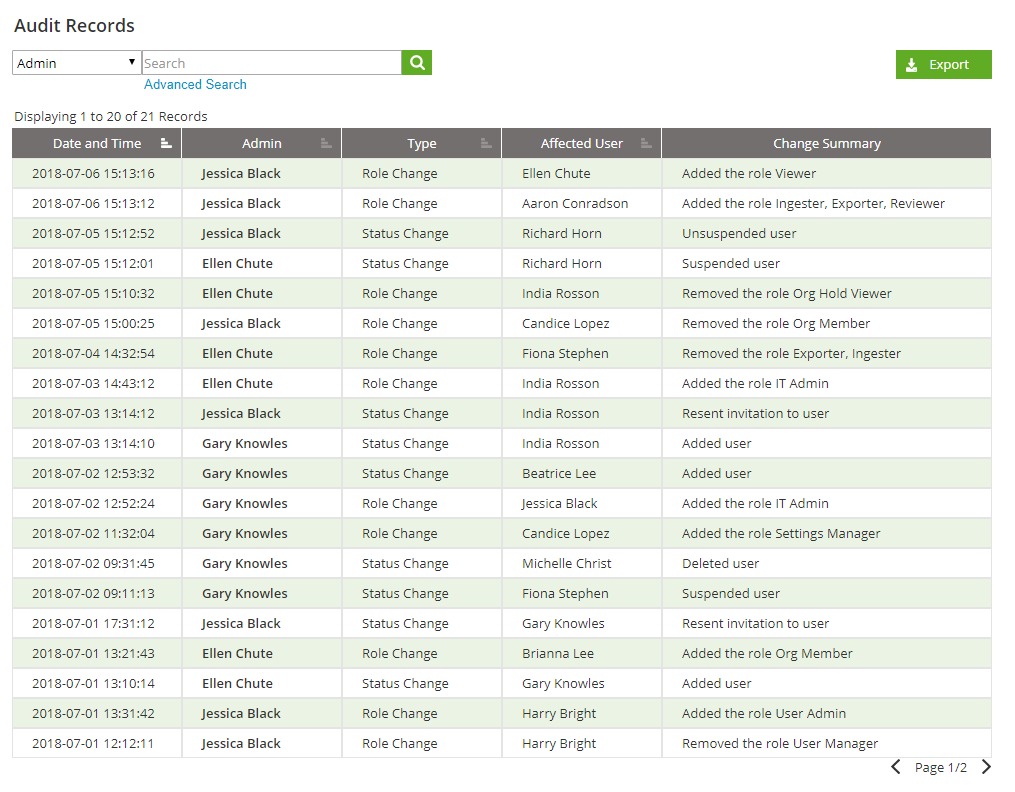 Audit Records
Admin Search
Advanced Search
Export
Displaying 1 to 20 of 21 Records
Date and Time Admin Type Affected User Change Summary
2018-07-06 15:13:16 Jessica Black Role Change Ellen Chute Added the role Viewer
2018-07-06 15:13:12 Jessica Black Role Change Aaron Conradson Added the role Ingester, Exporter, Reviewer
2018-07-05 15:12:52 Jessica Black Status Change Richard Horn Unsuspended user
2018-07-05 15:12:01 Ellen Chute Status Change Richard Horn Suspended user
2018-07-05 15:10:32 Ellen Chute Role Change India Rosson Removed the role Org Hold Viewer
2018-07-05 15:00:25 Jessica Black Role Change Candice Lopez Removed the role Org Member
2018-07-04 14:32:54 Ellen Chute Role Change Fiona Stephen Removed the role Exporter, Ingester
2018-07-03 14:43:12 Ellen Chute Role Change India Rosson Added the role IT Admin
2018-07-03 13:14:12 Jessica Black Status Change India Rosson Resent invitation to user
2018-07-03 13:14:10 Gary Knowles Status Change India Rosson Added user
2018-07-02 12:53:32 Gary Knowles Status Change Beatrice Lee Added user
2018-07-02 12:52:24 Gary Knowles Role Change Jessica Black Added the role IT Admin
2018-07-02 11:32:04 Gary Knowles Role Change Candice Lopez Added the role Settings Manager
2018-07-02 09:31:45 Gary Knowles Status Change Michelle Christ Deleted user
2018-07-02 09:11:13 Gary Knowles Status Change Fiona Stephen Suspended user
2018-07-01 17:31:12 Jessica Black Status Change Gary Knowles Resent invitation to user
2018-07-01 13:21:43 Ellen Chute Role Change Brianna Lee Added the role Org Member
2018-07-01 13:10:14 Ellen Chute Status Change Gary Knowles Added user
2018-07-01 13:31:42 Jessica Black Role Change Harry Bright Added the role User Admin
2018-07-01 12:12:11 Jessica Black Role Change Harry Bright Removed the role User Manager
Page 1/2